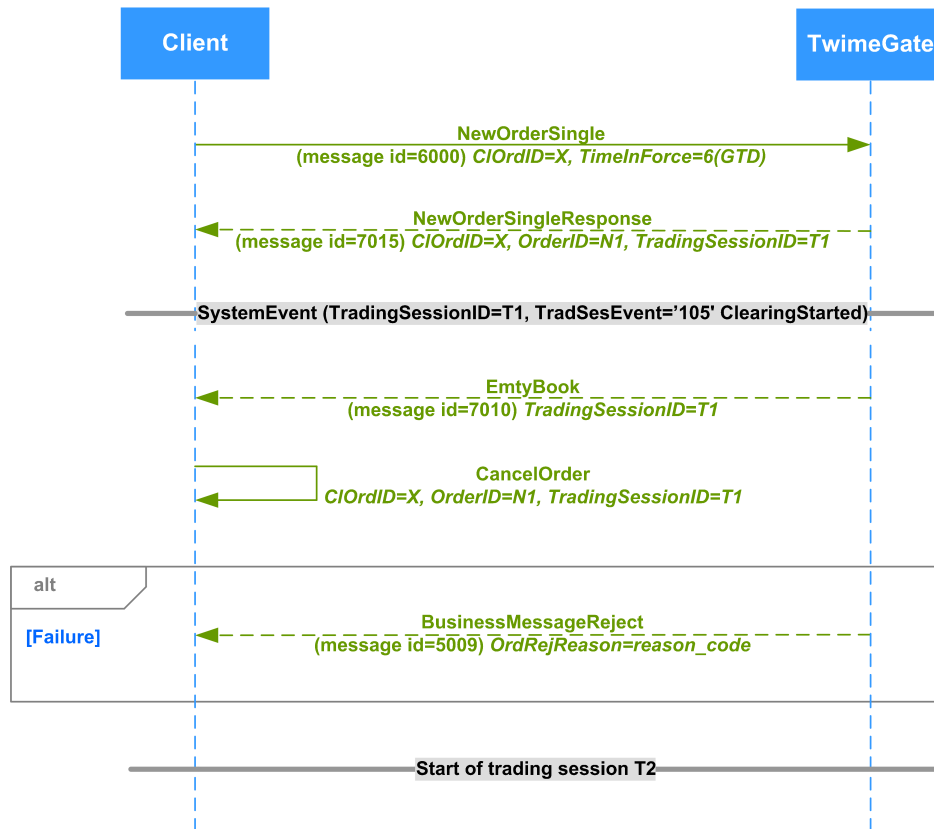 Client
TwimeGate
NewOrderSingle
(message id=6000) ClOrdID=X, TimeInForce=6(GTD)
NewOrderSingleResponse
(message id=7015) ClOrdID=X, OrderID=N1, TradingSessionID=T1
SystemEvent (TradingSessionID=T1, TradSesEvent=’105' ClearingStarted)
EmtyBook
(message id=7010) TradingSessionID=T1
CancelOrder
ClOrdID=X, OrderID=N1, TradingSessionID=T1
alt
[Failure]
BusinessMessageReject
(message id=5009) OrdRejReason=reason_code
Start of trading session T2